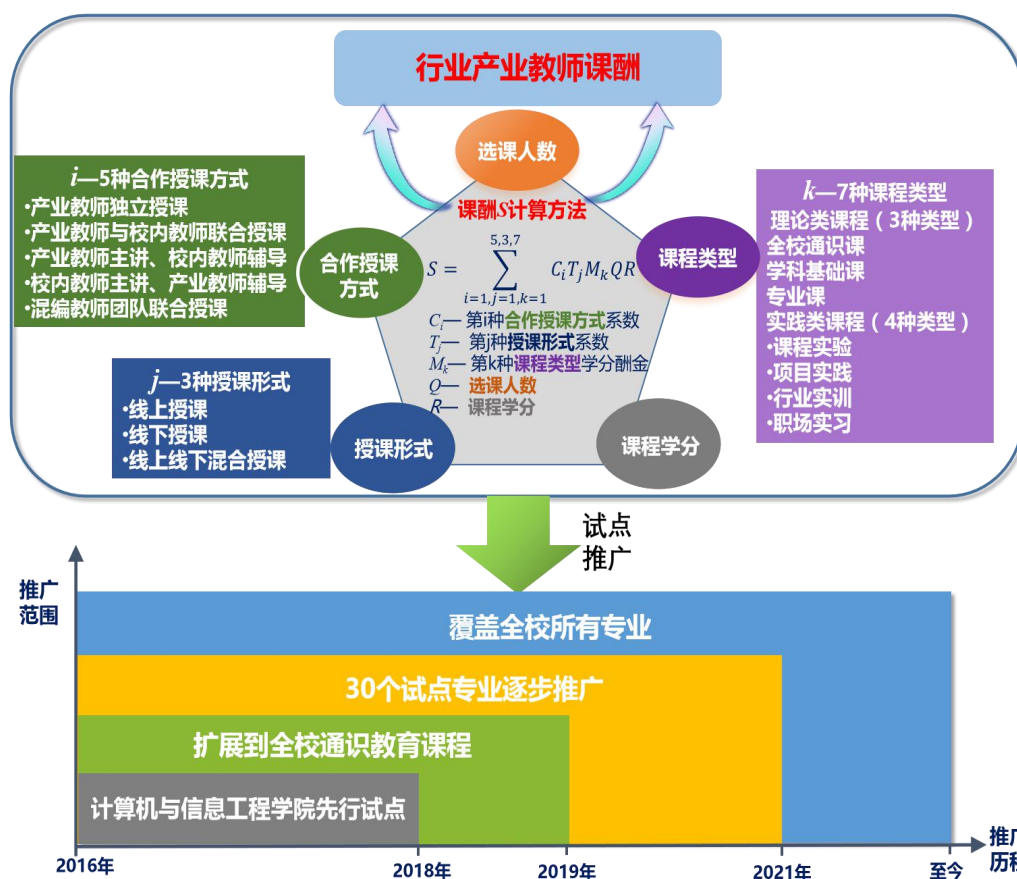 行业产业教师课酬
选课人数
i—5种合作授课方式
•产业教师独立授课
•产业教师与校内教师联合授课
•产业教师主讲、校内教师辅导
•校内教师主讲、产业教师辅导
•混编教师团队联合授课
合作授课
方式
课酬S计算方法
5,3,7
S = ∑ C_i T_j M_k QR
i=1,j=1,k=1
C_i— 第i种合作授课方式系数
T_j— 第j种授课形式系数
M_k— 第k种课程类型学分酬金
Q— 选课人数
R— 课程学分
课程类型
k—7种课程类型
理论类课程（3种类型）
全校通识课
学科基础课
专业课
实践类课程（4种类型）
•课程实验
•项目实践
•行业实训
•职场实习
j—3种授课形式
•线上授课
•线下授课
•线上线下混合授课
授课形式
课程学分
试点
推广
推广
范围
覆盖全校所有专业
30个试点专业逐步推广
扩展到全校通识教育课程
计算机与信息工程学院先行试点
2016年
2018年
2019年
2021年
至今
推广
历程